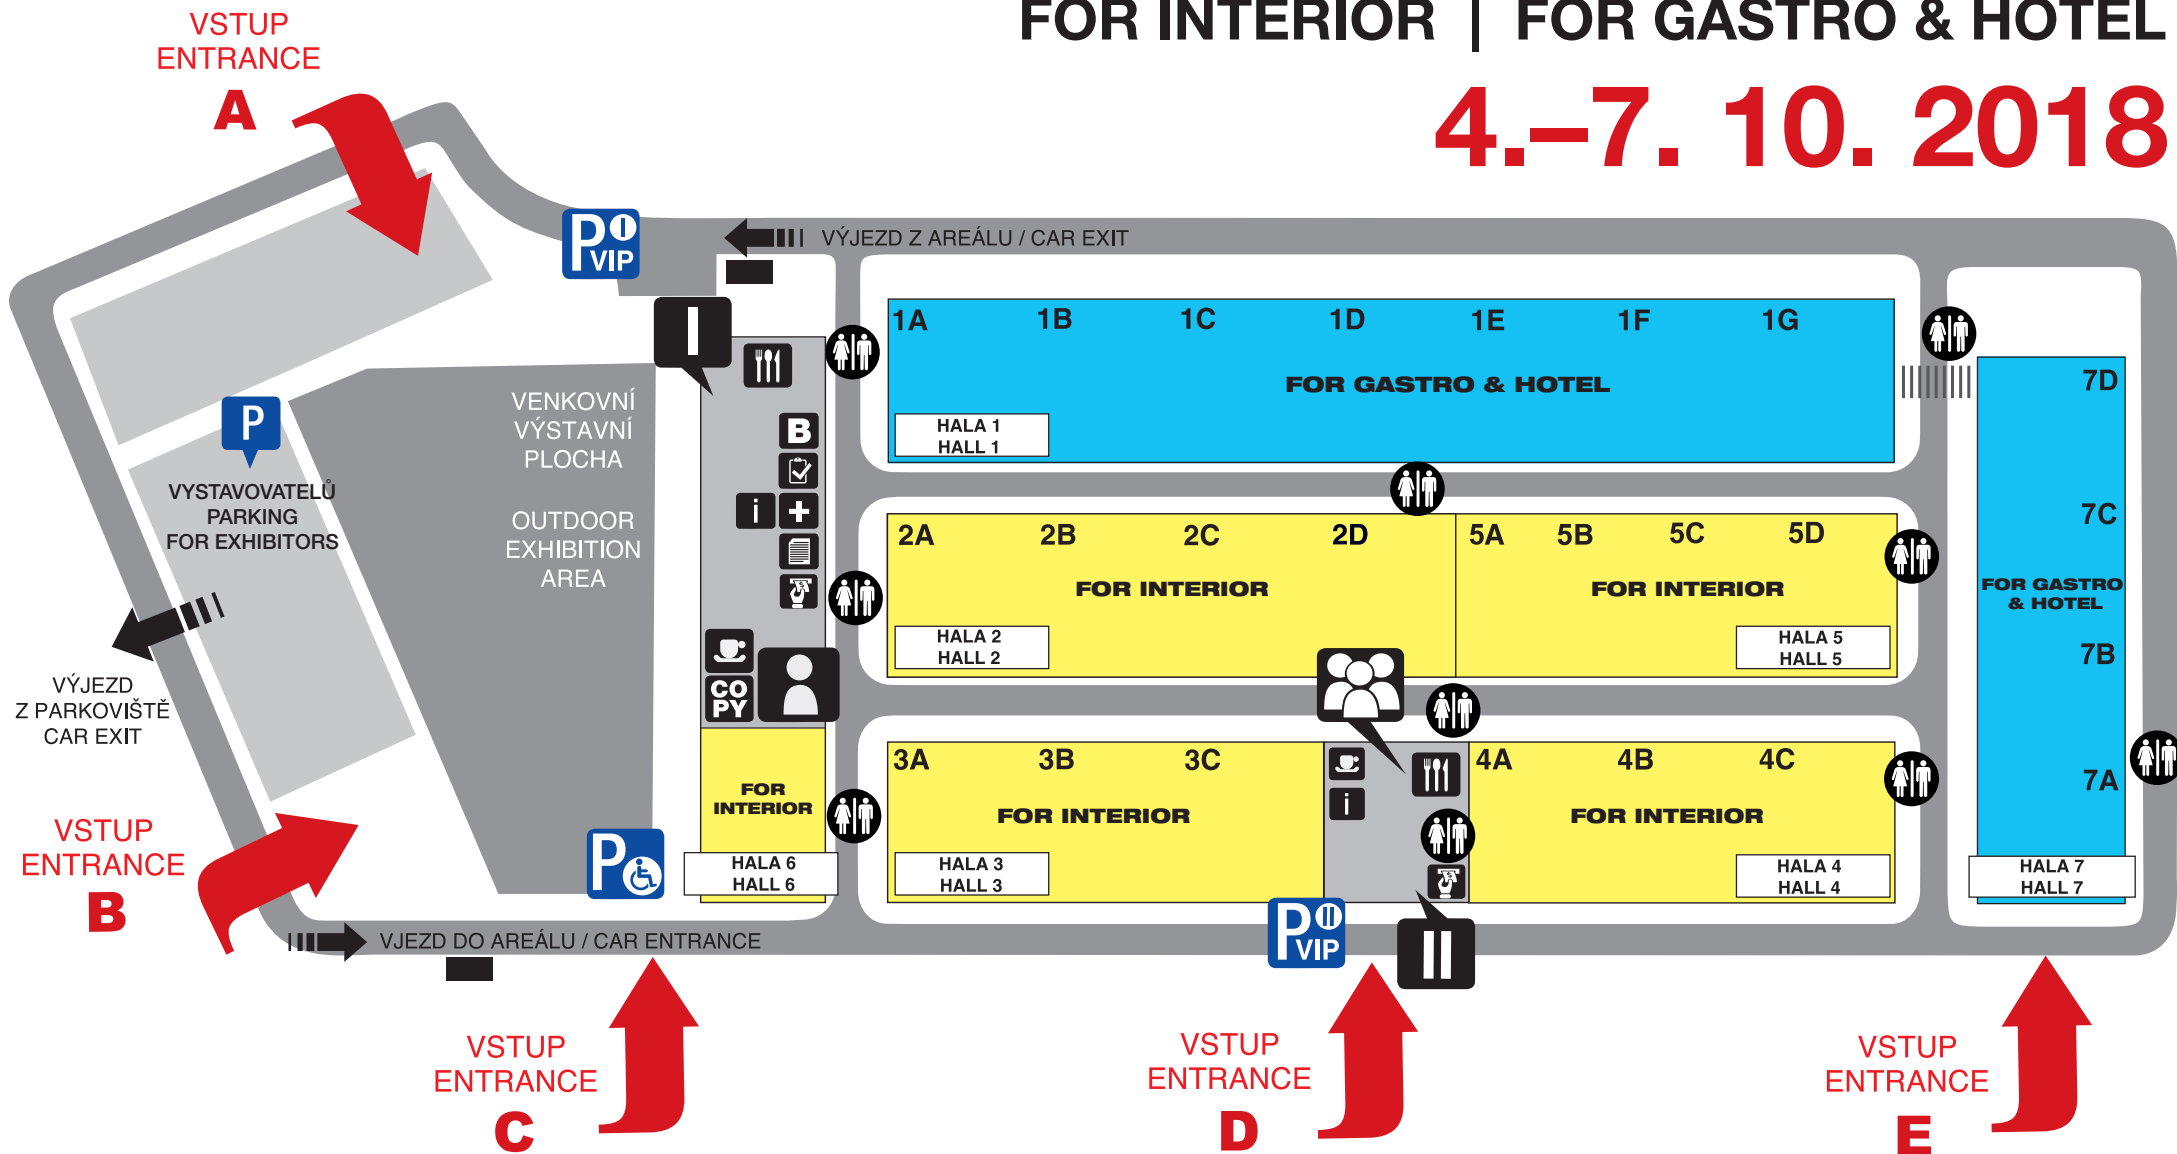 FOR INTERIOR | FOR GASTRO & HOTEL
4.–7. 10. 2018
VSTUP
ENTRANCE
A
P I
VIP
VÝJEZD Z AREÁLU / CAR EXIT
I
1A 1B 1C 1D 1E 1F 1G
FOR GASTRO & HOTEL
HALA 1
HALL 1
7D
7C
FOR GASTRO
& HOTEL
7B
7A
HALA 7
HALL 7
VENKOVNÍ
VÝSTAVNÍ
PLOCHA
OUTDOOR
EXHIBITION
AREA
P
VYSTAVOVATELŮ
PARKING
FOR EXHIBITORS
B
i
CO
PY
2A 2B 2C 2D
FOR INTERIOR
HALA 2
HALL 2
5A 5B 5C 5D
FOR INTERIOR
HALA 5
HALL 5
VÝJEZD
Z PARKOVIŠTĚ
CAR EXIT
FOR
INTERIOR
HALA 6
HALL 6
3A 3B 3C
FOR INTERIOR
HALA 3
HALL 3
i
4A 4B 4C
FOR INTERIOR
HALA 4
HALL 4
VSTUP
ENTRANCE
B
P
P II
VIP
II
VJEZD DO AREÁLU / CAR ENTRANCE
VSTUP
ENTRANCE
C
VSTUP
ENTRANCE
D
VSTUP
ENTRANCE
E